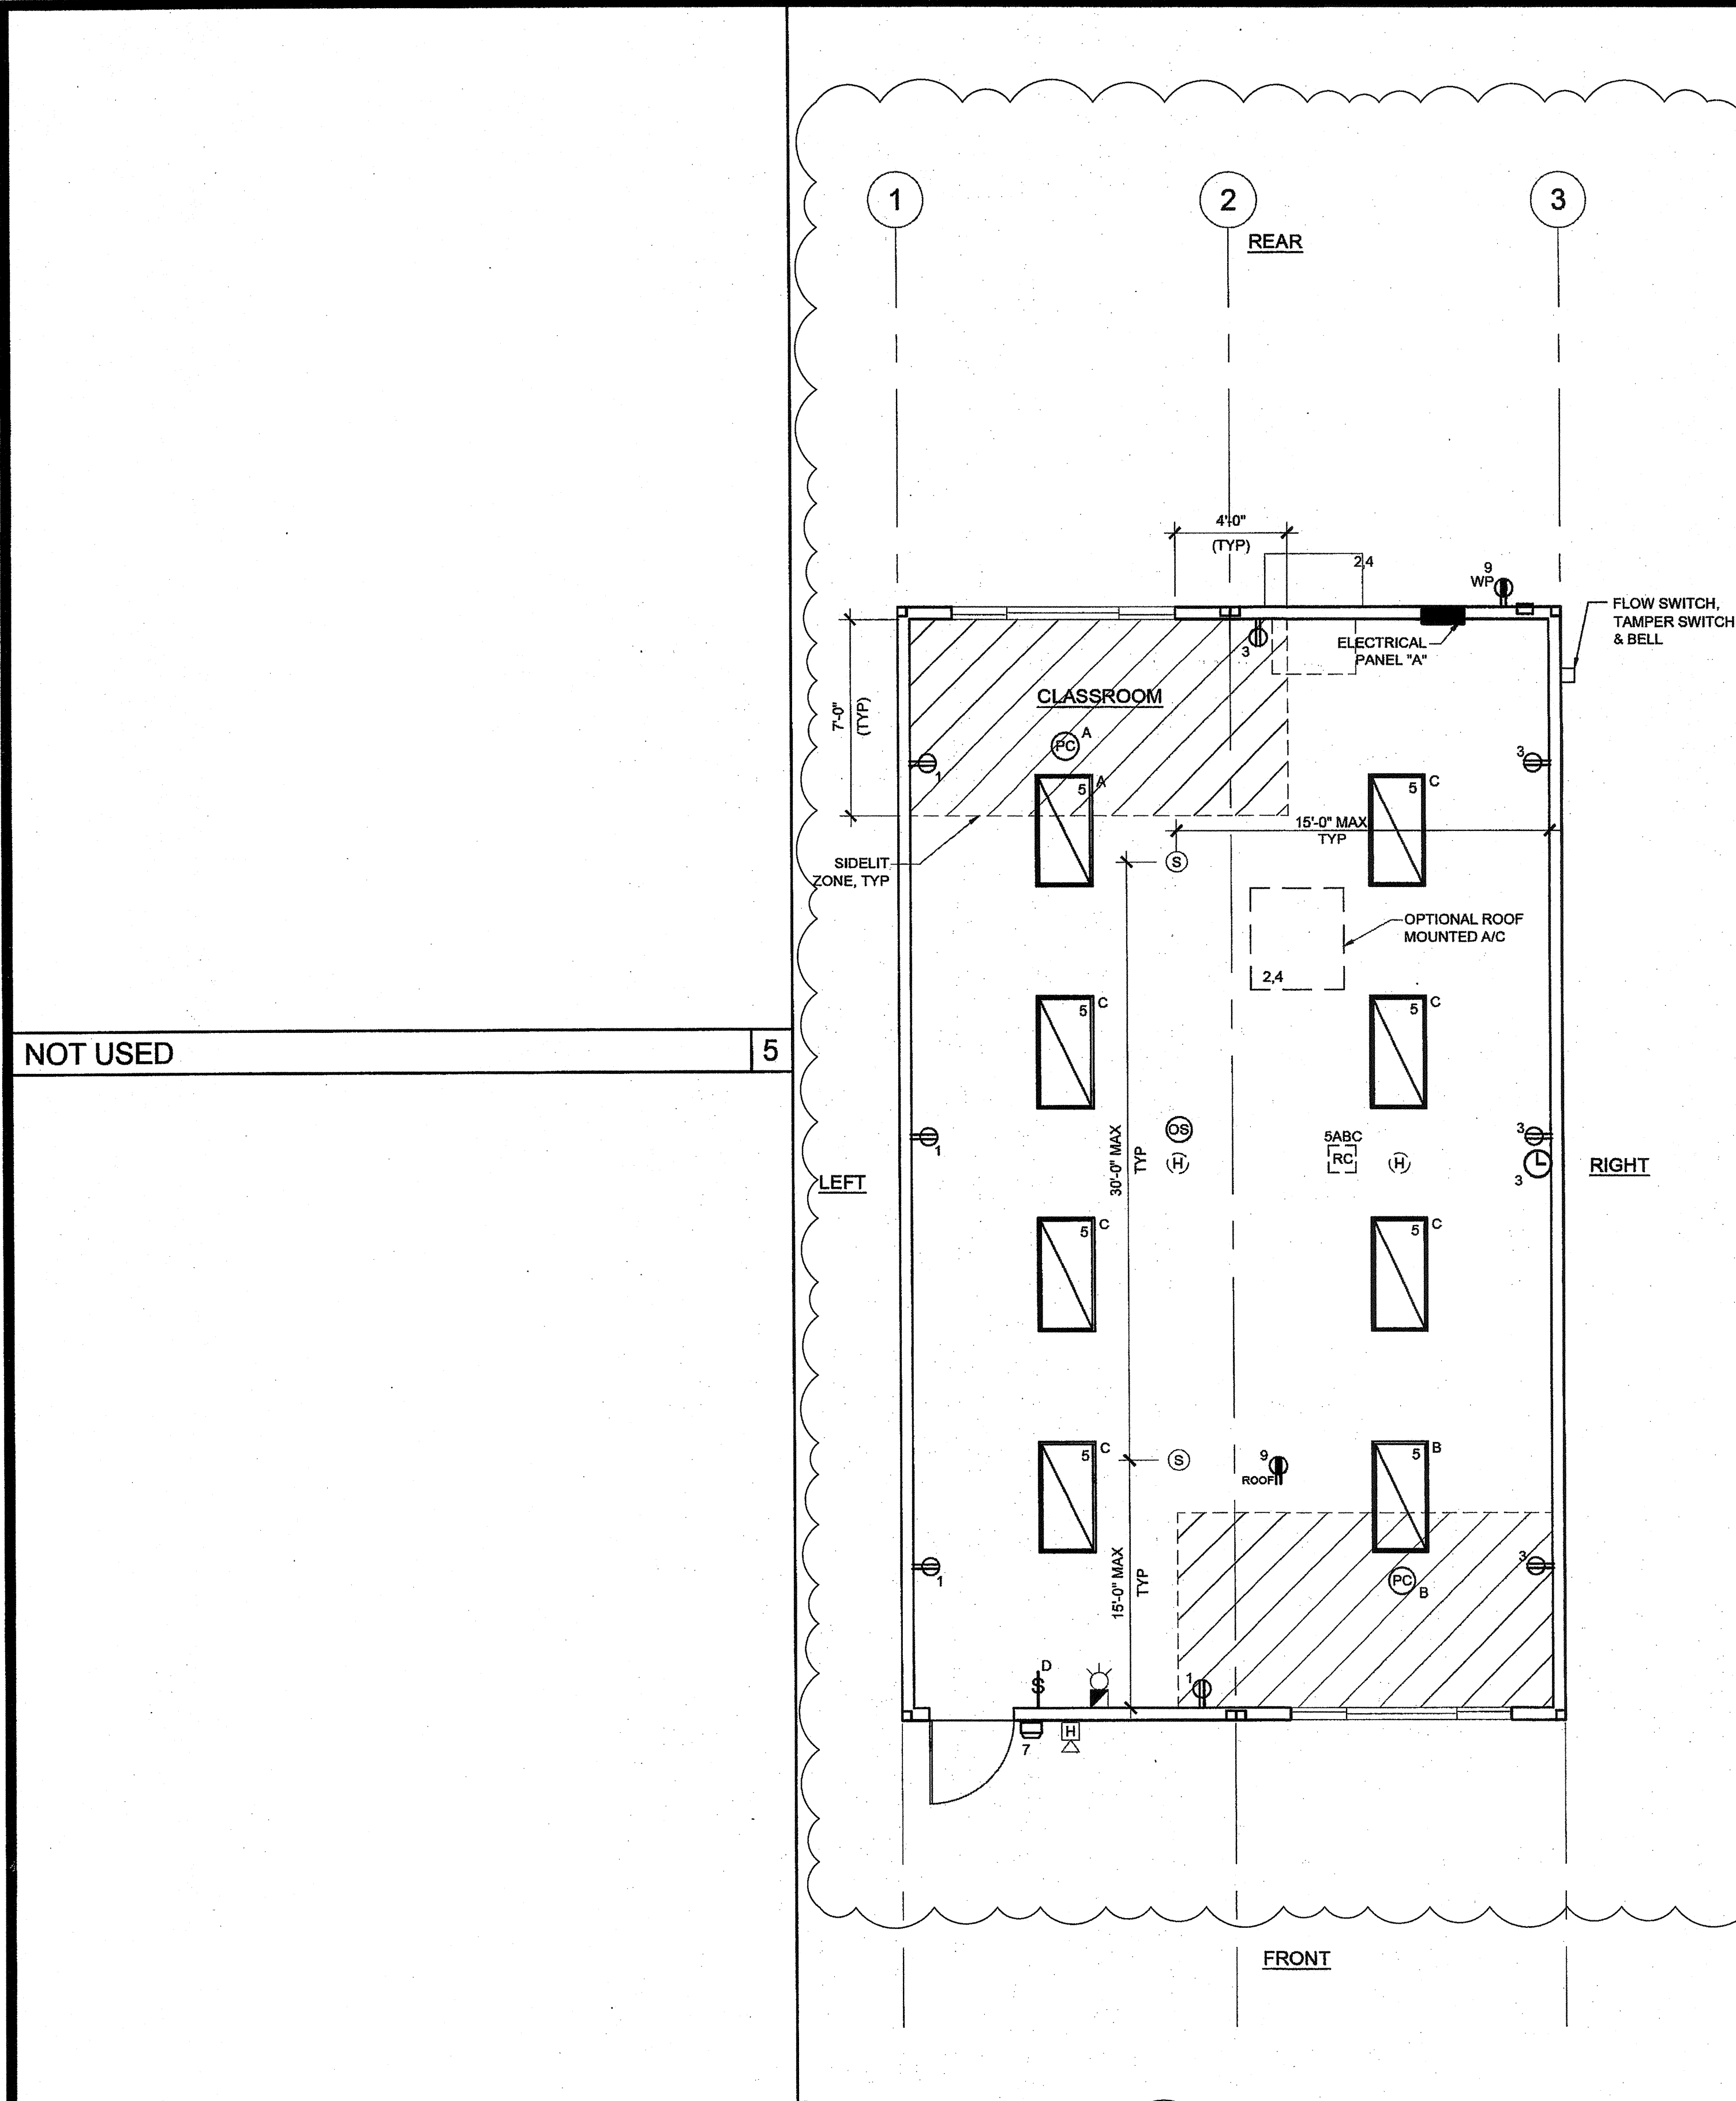 1
2
3
REAR
4'-0"
(TYP)
2,4
9
WP
FLOW SWITCH,
TAMPER SWITCH
& BELL
3
ELECTRICAL
PANEL "A"
7'-0"
(TYP)
CLASSROOM
PC
A
1
3
5
A
5
C
15'-0" MAX
TYP
SIDELIT
ZONE, TYP
S
OPTIONAL ROOF
MOUNTED A/C
2,4
5
C
5
C
NOT USED
5
30'-0" MAX
TYP
OS
H
5ABC
RC
H
1
3
3
LEFT
RIGHT
5
C
5
C
5
C
5
B
S
9
ROOF
1
3
15'-0" MAX
TYP
PC
B
D
S
1
7
H
FRONT